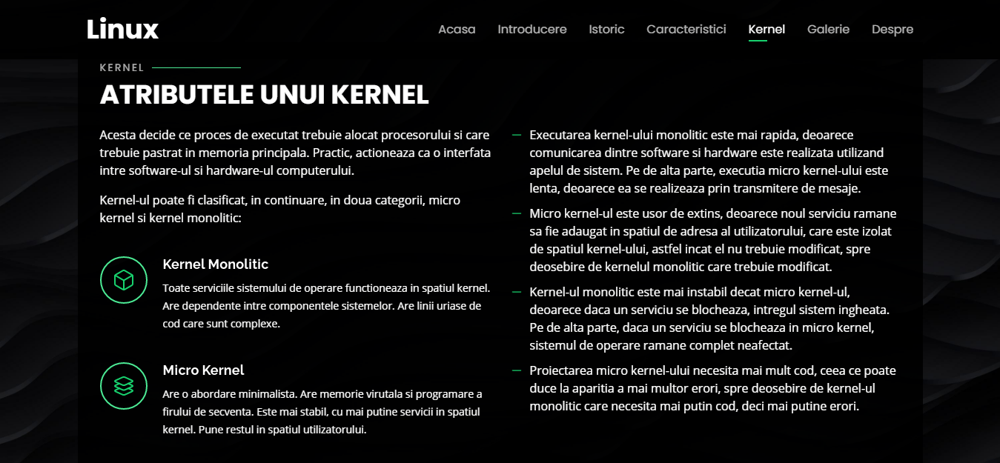 Linux
Acasa
Introducere
Istoric
Caracteristici
Kernel
Galerie
Despre
KERNEL
ATRIBUTELE UNUI KERNEL
Acesta decide ce proces de executat trebuie alocat procesorului si care
trebuie pastrat in memoria principala. Practic, actioneaza ca o interfata
intre software-ul si hardware-ul computerului.
Kernel-ul poate fi clasificat, in continuare, in doua categorii, micro
kernel si kernel monolitic:
Kernel Monolitic
Toate serviciile sistemului de operare functioneaza in spatiul kernel.
Are dependente intre componentele sistemelor. Are linii uriase de
cod care sunt complexe.
Micro Kernel
Are o abordare minimalista. Are memorie virutala si programare a
firului de secventa. Este mai stabil, cu mai putine servicii in spatiul
kernel. Pune restul in spatiul utilizatorului.
Executarea kernel-ului monolitic este mai rapida, deoarece
comunicarea dintre software si hardware este realizata utilizand
apelul de sistem. Pe de alta parte, executia micro kernel-ului este
lenta, deoarece ea se realizeaza prin transmitere de mesaje.
Micro kernel-ul este usor de extins, deoarece noul serviciu ramane
sa fie adaugat in spatiul de adresa al utilizatorului, care este izolat
de spatiul kernel-ului, astfel incat el nu trebuie modificat, spre
deosebire de kernelul monolitic care trebuie modificat.
Kernel-ul monolitic este mai instabil decat micro kernel-ul,
deoarece daca un serviciu se blocheaza, intregul sistem ingheata.
Pe de alta parte, daca un serviciu se blocheaza in micro kernel,
sistemul de operare ramane complet neafectat.
Proiectarea micro kernel-ului necesita mai mult cod, ceea ce poate
duce la aparitia a mai multor erori, spre deosebire de kernel-ul
monolitic care necesita mai putin cod, deci mai putine erori.